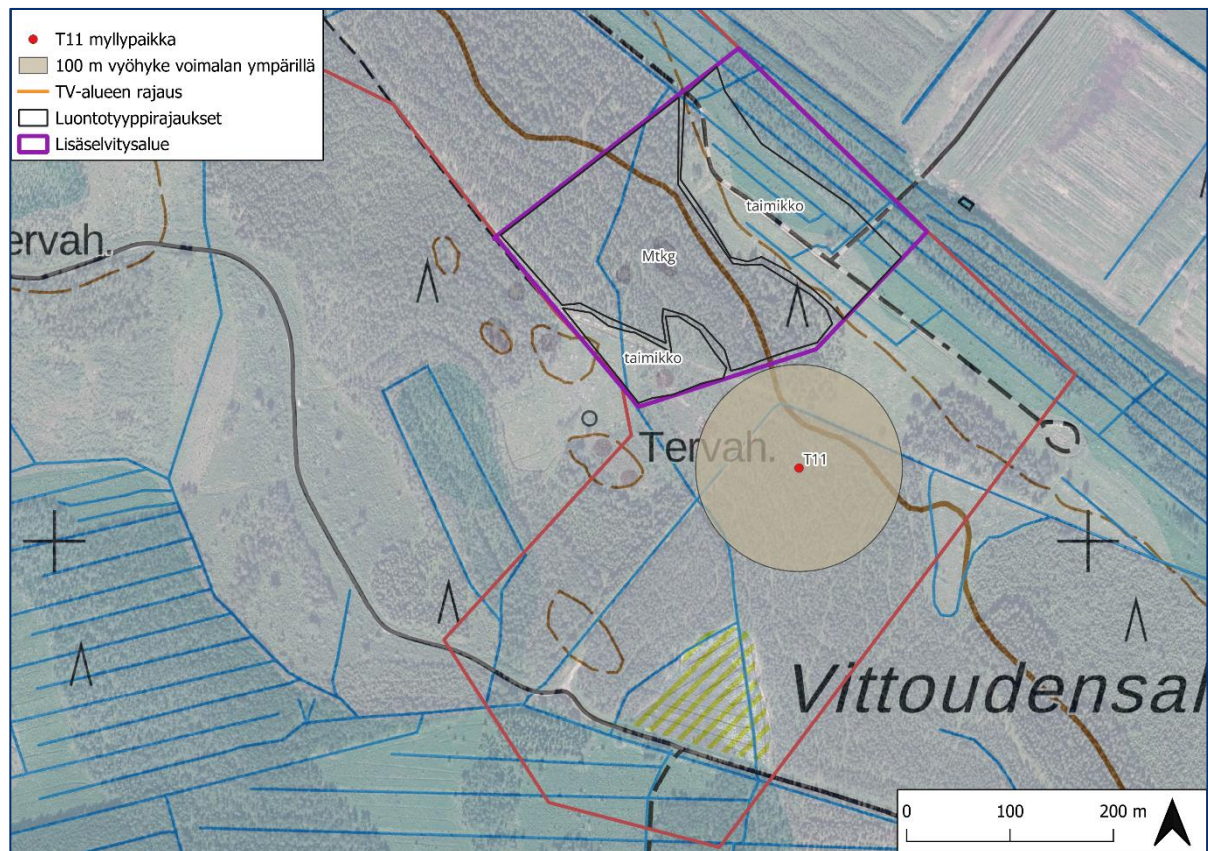 T11 myllypaikka
100 m vyöhyke voimalan ympärillä
TV-alueen rajaus
Luontotyyppirajaukset
Lisäselvitysalue
taimikko
ervah.
Mtkg
taimikko
Tervah.
T11
Vittoudensal
0 100 200 m